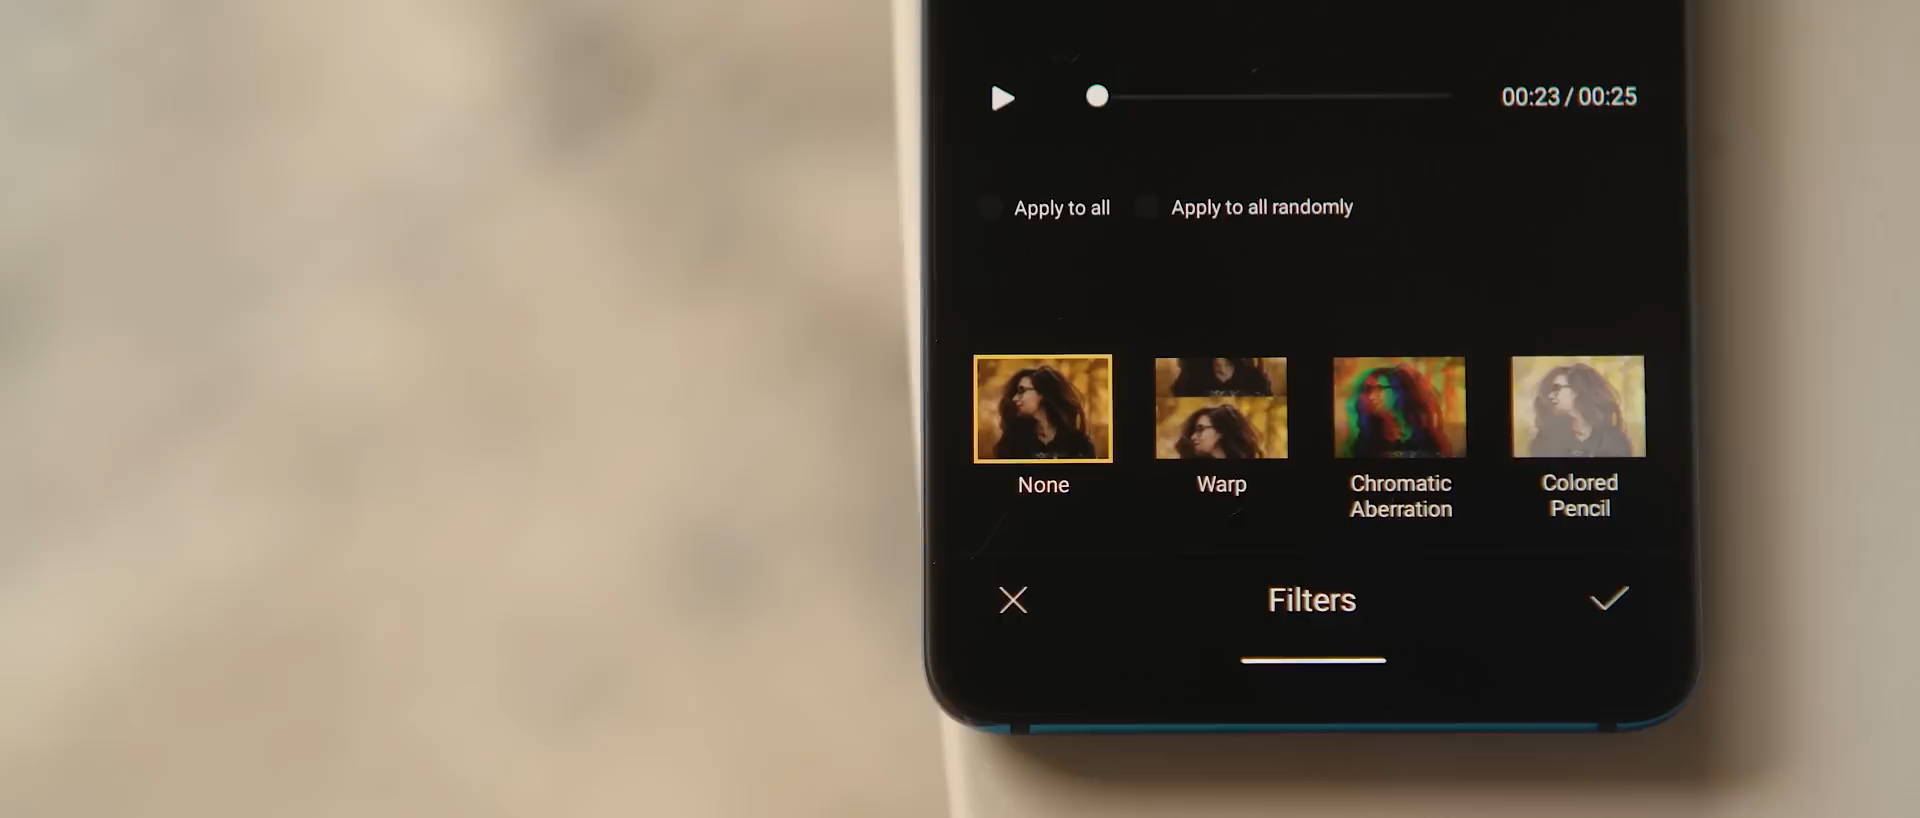 00:23 / 00:25
Apply to all
Apply to all randomly
None
Warp
Chromatic
Aberration
Colored
Pencil
Filters